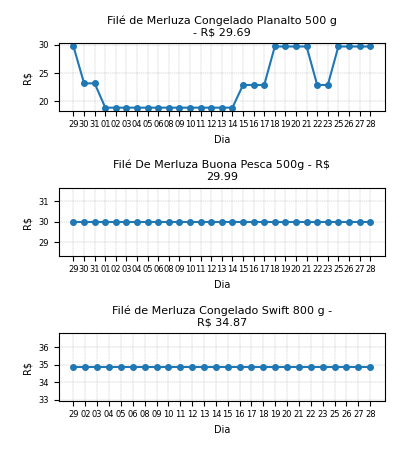 Filé de Merluza Congelado Planalto 500 g
- R$ 29.69
30
25
20
R$
29 30 31 01 02 03 04 05 06 08 09 10 11 12 13 14 15 16 17 18 19 20 21 22 23 25 26 27 28
Dia
Filé De Merluza Buona Pesca 500g - R$
29.99
31
30
29
R$
29 30 31 01 02 03 04 05 06 08 09 10 11 12 13 14 15 16 17 18 19 20 21 22 23 25 26 27 28
Dia
Filé de Merluza Congelado Swift 800 g -
R$ 34.87
36
35
34
33
R$
29 02 03 04 05 06 08 09 10 11 12 13 14 15 16 17 18 19 20 21 22 23 25 26 27 28
Dia